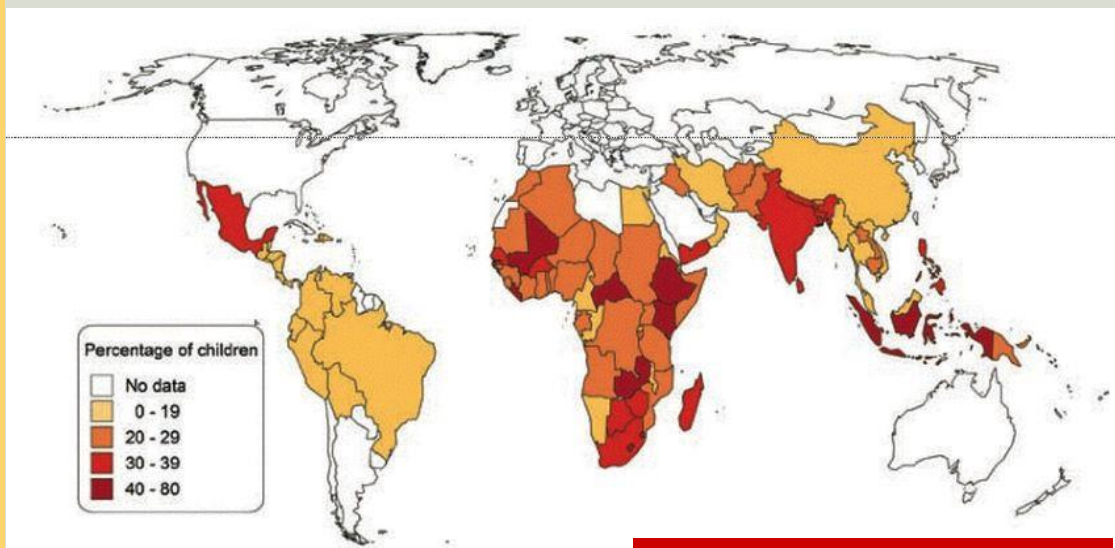 Percentage of children
No data
0 - 19
20 - 29
30 - 39
40 - 80